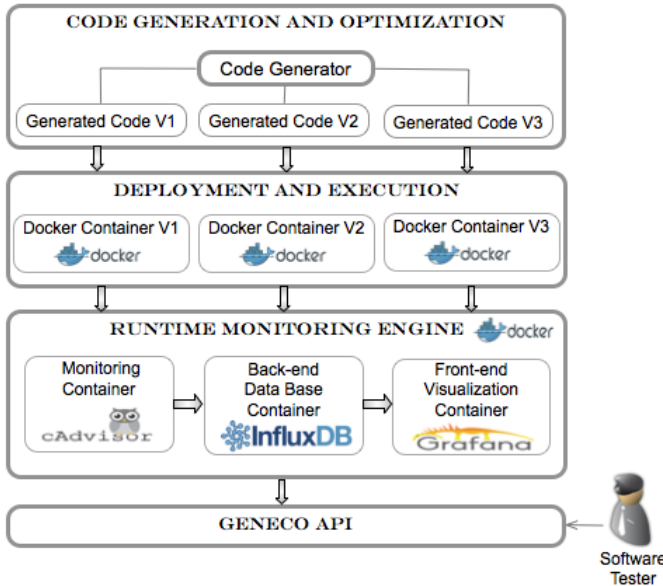 CODE GENERATION AND OPTIMIZATION
Code Generator
Generated Code V1
Generated Code V2
Generated Code V3
DEPLOYMENT AND EXECUTION
Docker Container V1
docker
Docker Container V2
docker
Docker Container V3
docker
RUNTIME MONITORING ENGINE
docker
Monitoring
Container
cAdvisor
Back-end
Data Base
Container
InfluxDB
Front-end
Visualization
Container
Grafana
GENECO API
Software
Tester